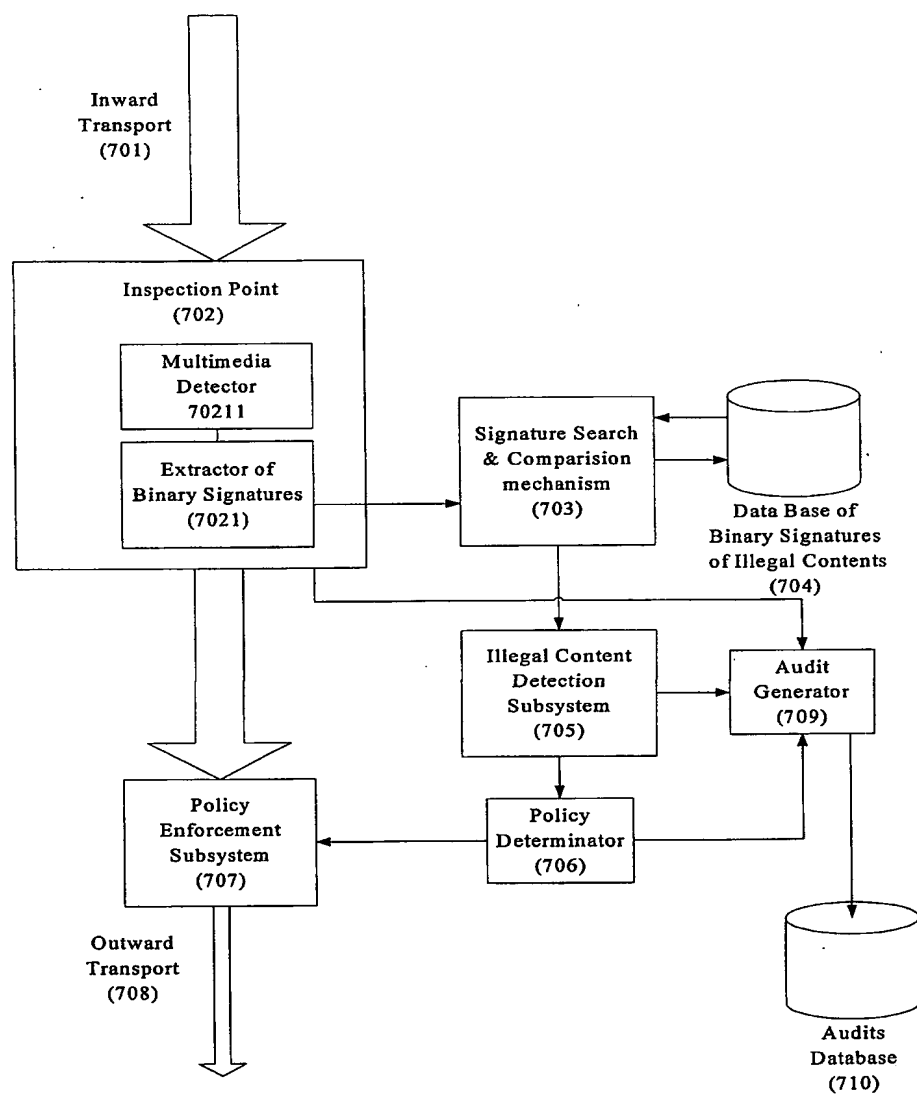 Inward
Transport
(701)
Inspection Point
(702)
Multimedia
Detector
70211
Extractor of
Binary Signatures
(7021)
Signature Search
& Comparision
mechanism
(703)
Data Base of
Binary Signatures
of Illegal Contents
(704)
Illegal Content
Detection
Subsystem
(705)
Audit
Generator
(709)
Policy
Enforcement
Subsystem
(707)
Policy
Determinator
(706)
Outward
Transport
(708)
Audits
Database
(710)